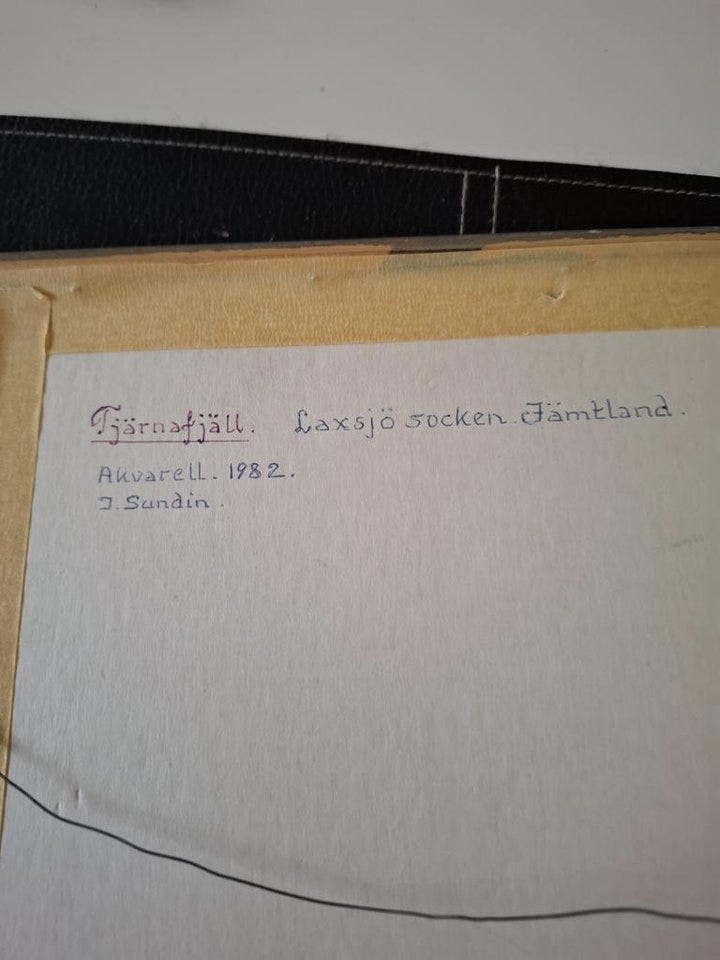 Tjärnafjäll. Laxsjö socken. Jämtland.
Akvarell. 1982.
J. Sundin.